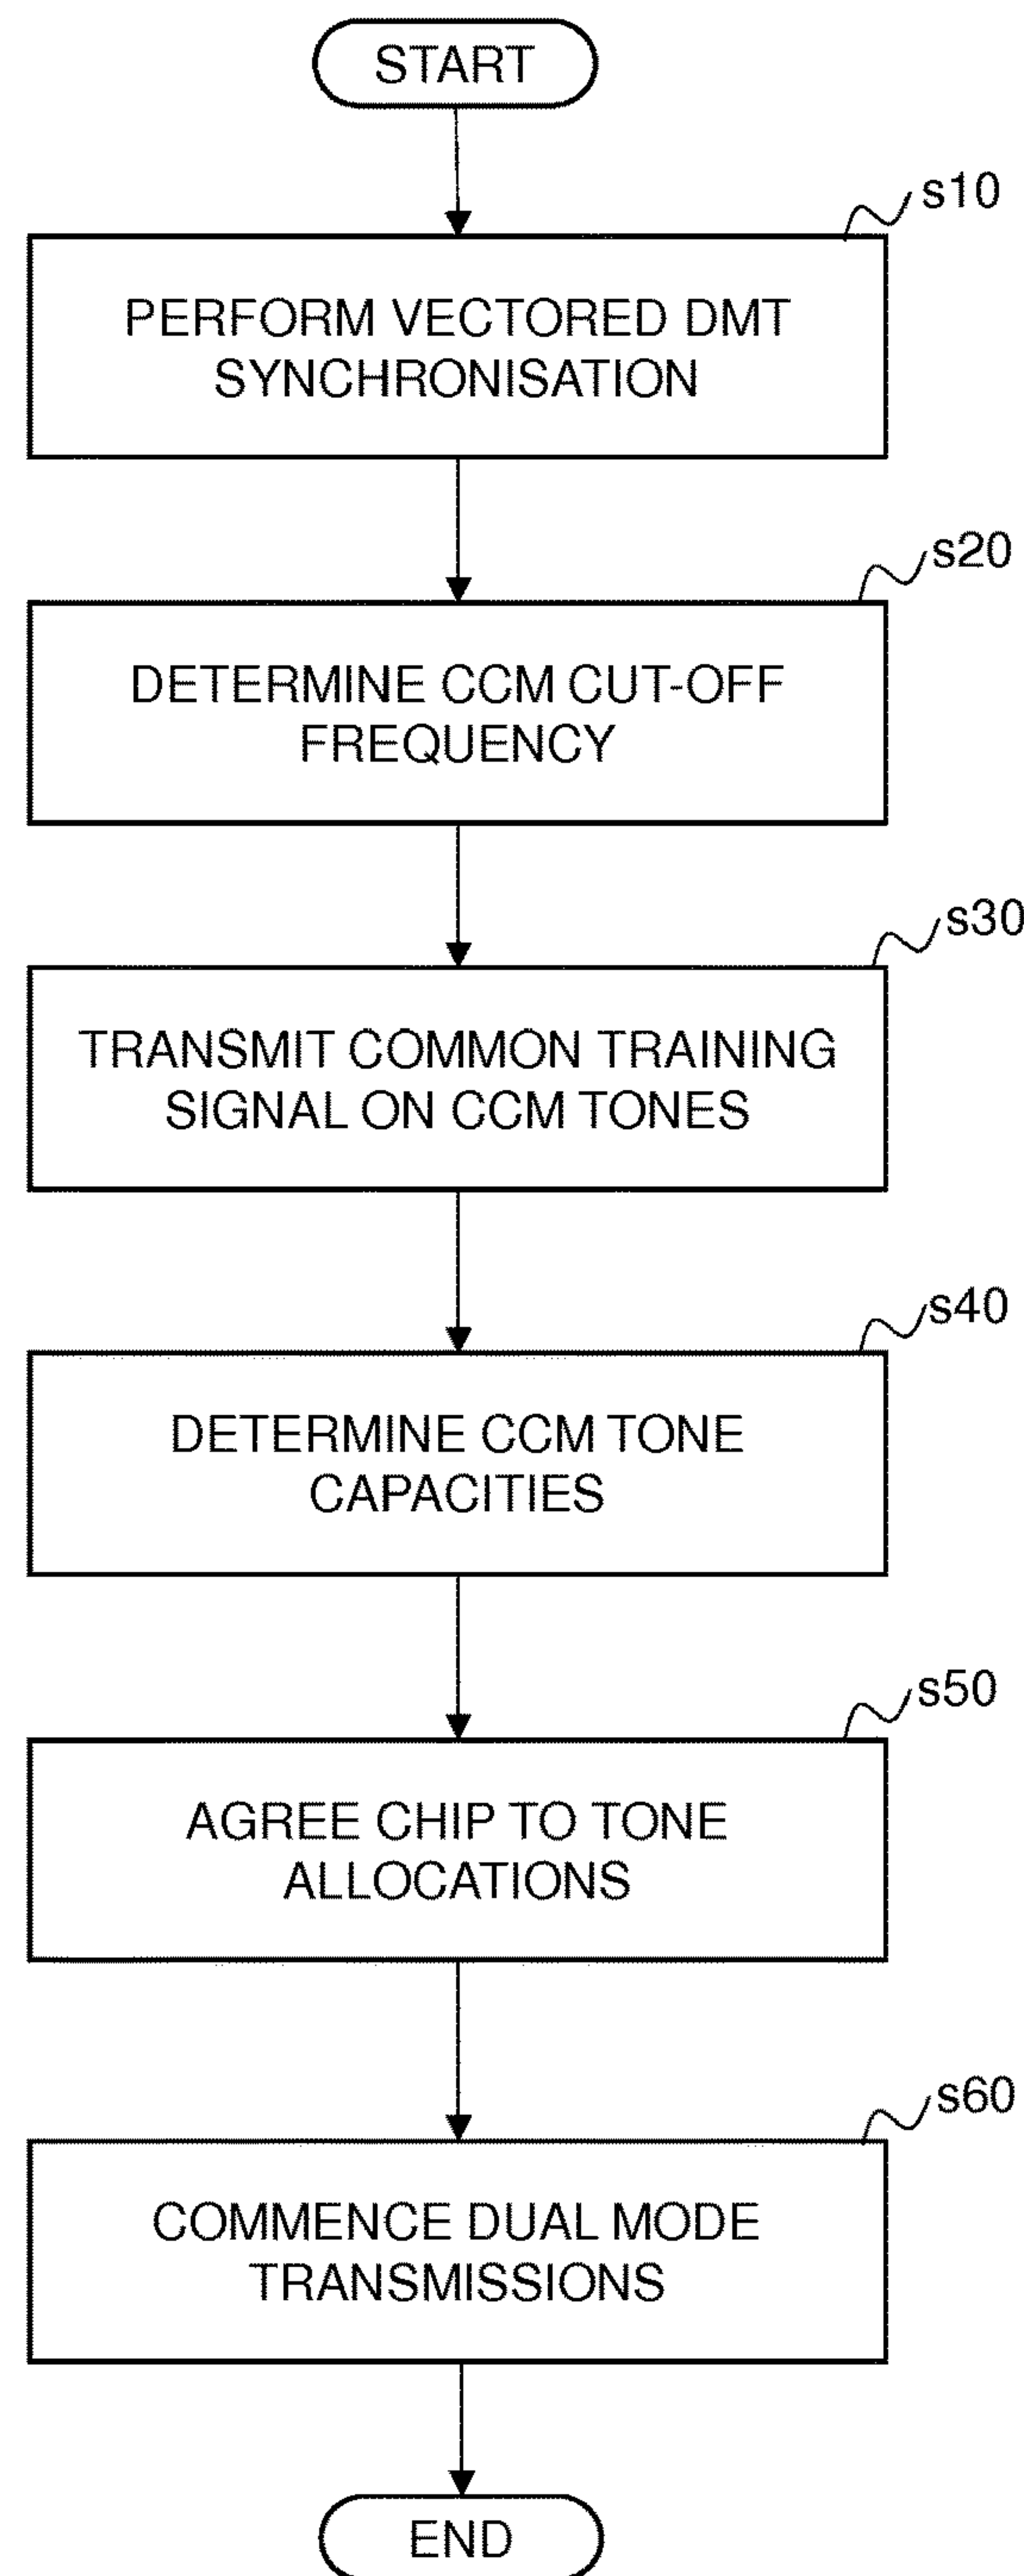 START
s10
PERFORM VECTORED DMT
SYNCHRONISATION
s20
DETERMINE CCM CUT-OFF
FREQUENCY
s30
TRANSMIT COMMON TRAINING
SIGNAL ON CCM TONES
s40
DETERMINE CCM TONE
CAPACITIES
s50
AGREE CHIP TO TONE
ALLOCATIONS
s60
COMMENCE DUAL MODE
TRANSMISSIONS
END